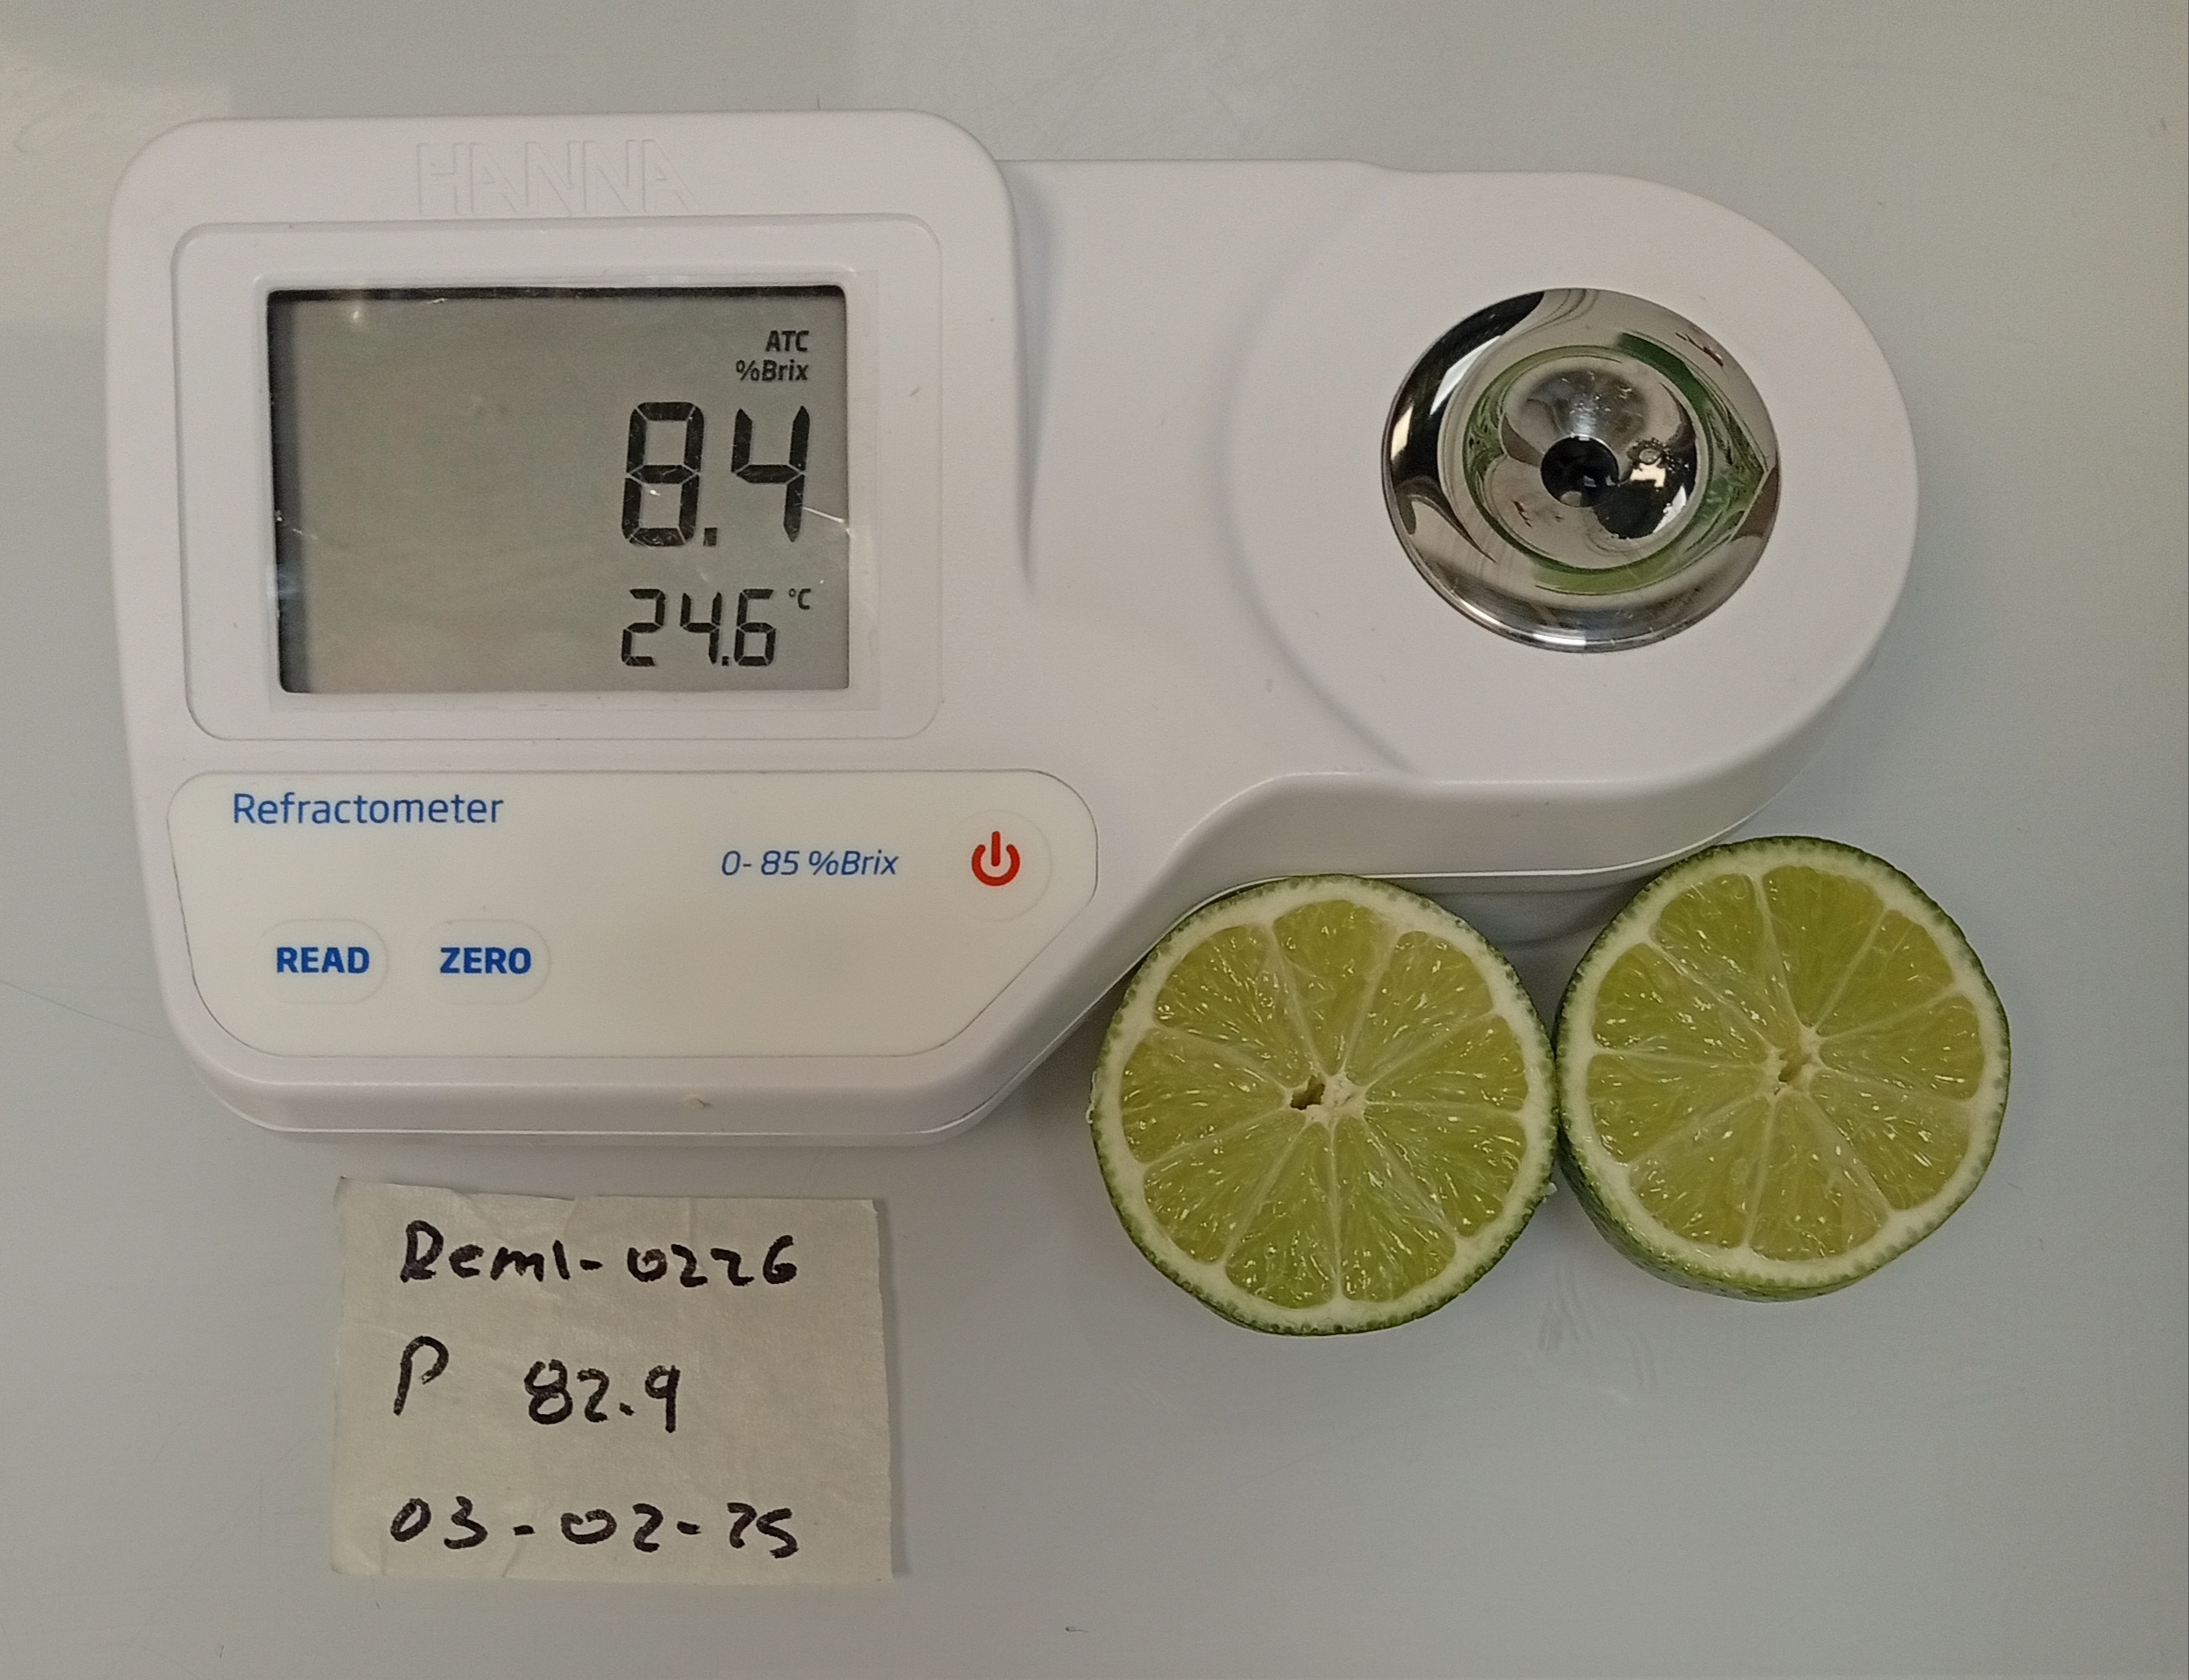 HANNA
ATC
%Brix
8.4
24.6 °C
Refractometer
0- 85 %Brix
READ ZERO
Reml-0226
P 82.9
03-02-25